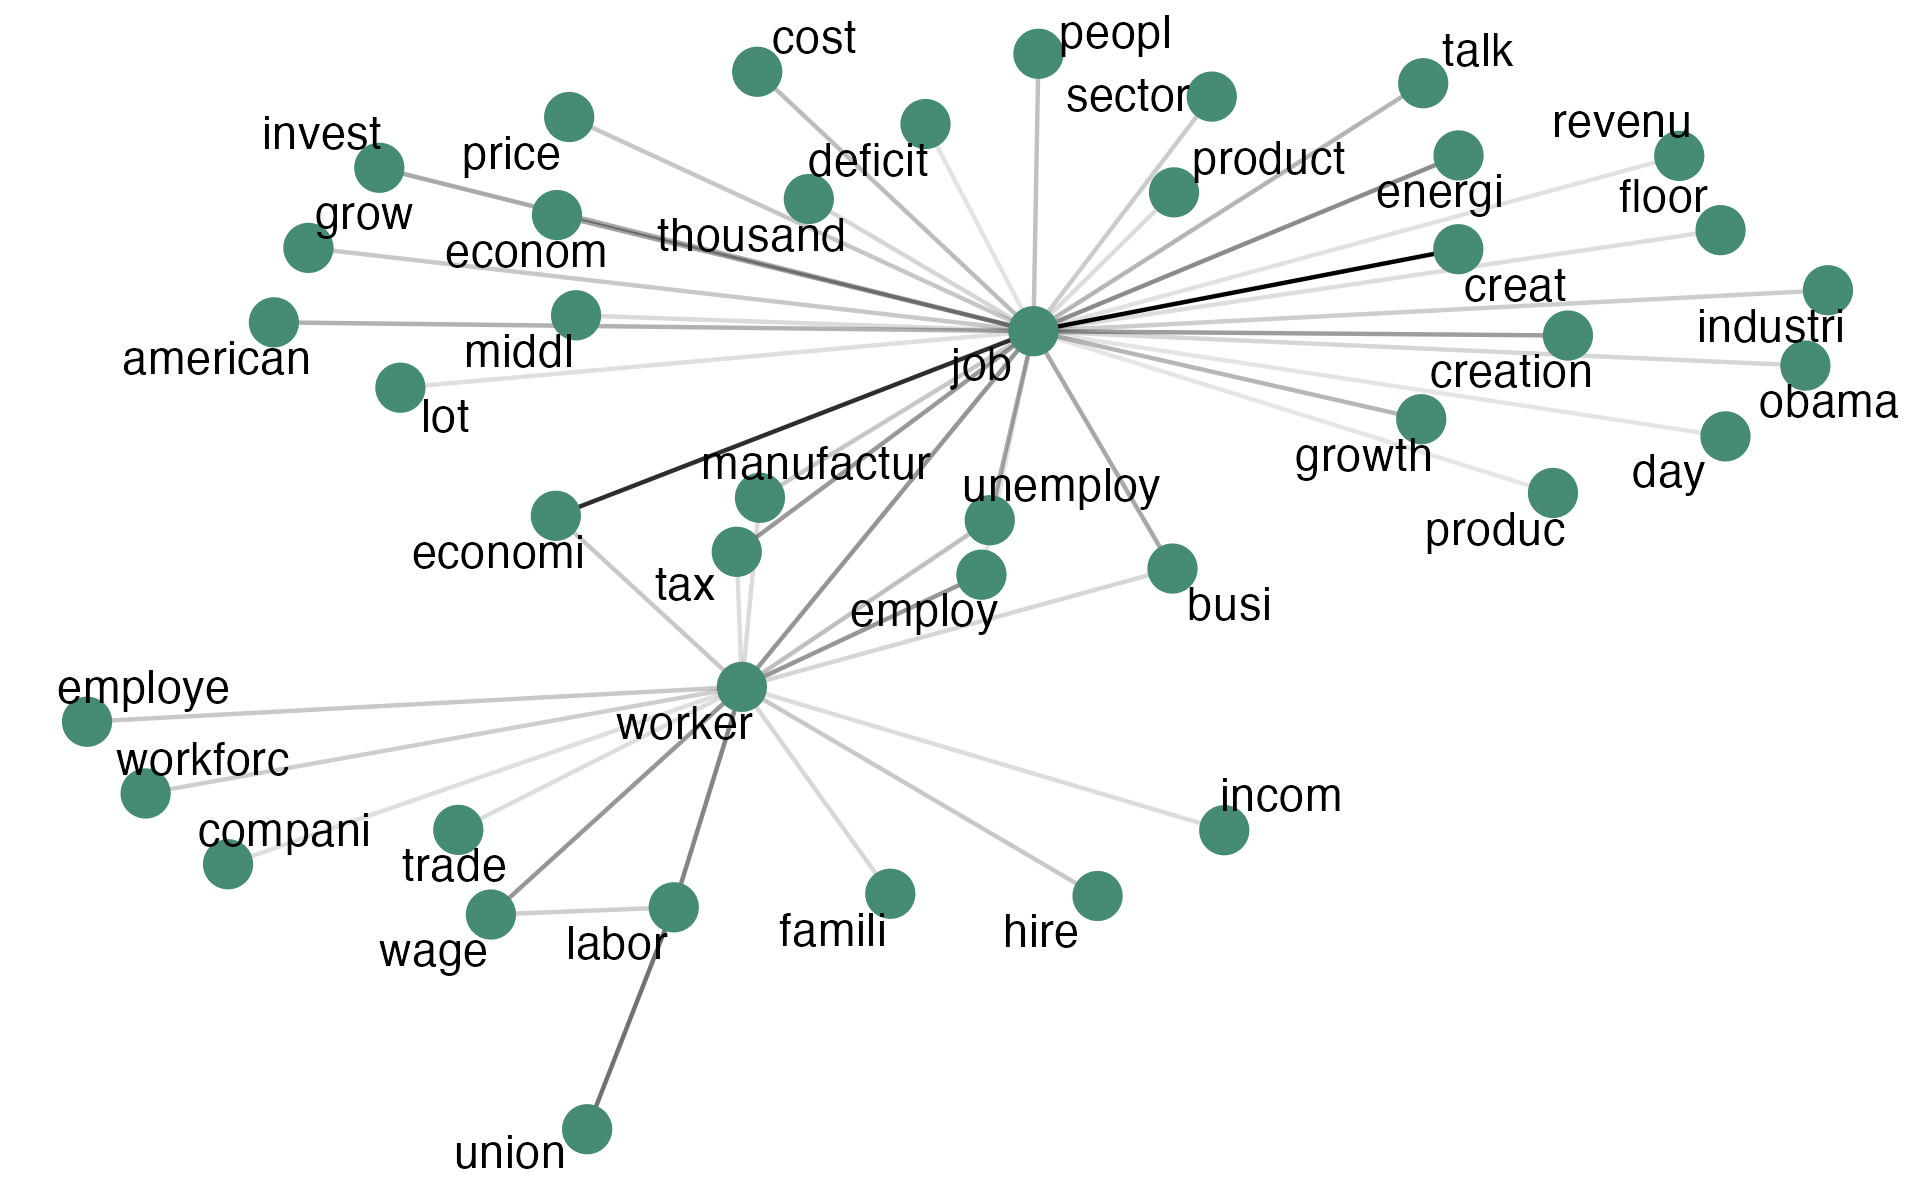 peopl
cost
talk
sector
revenu
invest
price
deficit
product
energi
floor
grow
thousand
econom
creat
industri
american
middl
job
creation
obama
lot
growth
day
manufactur
unemploy
produc
economi
tax
employ
busi
employe
worker
workforc
incom
compani
trade
wage
labor
famili
hire
union